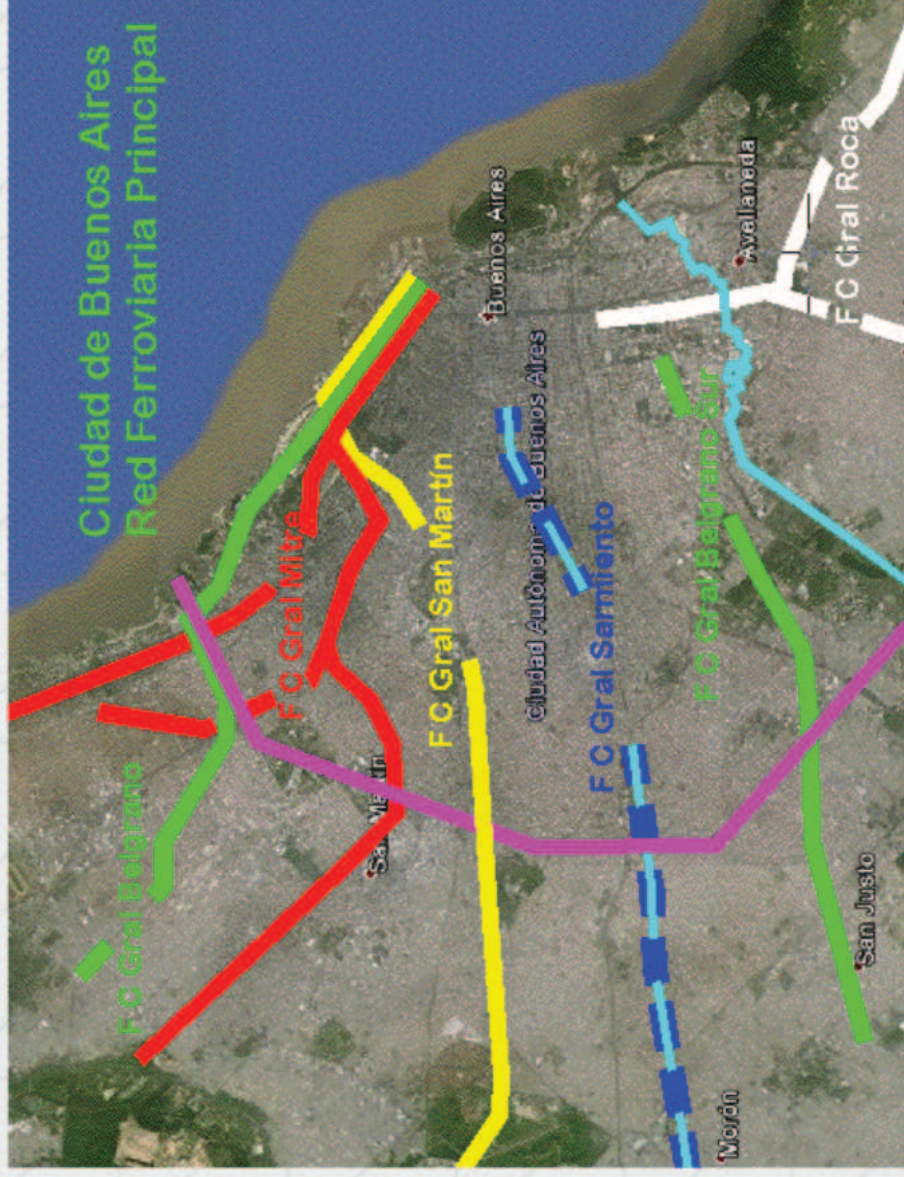 Ciudad de Buenos Aires
Red Ferroviaria Principal
F C Gral Belgrano
F C Gral Mitre
San Martín
F C Gral San Martín
Buenos Aires
Ciudad Autónoma de Buenos Aires
F C Gral Samiento
Avellaneda
F C Gral Roca
F C Gral Belgrano Sur
San Justo
Morón